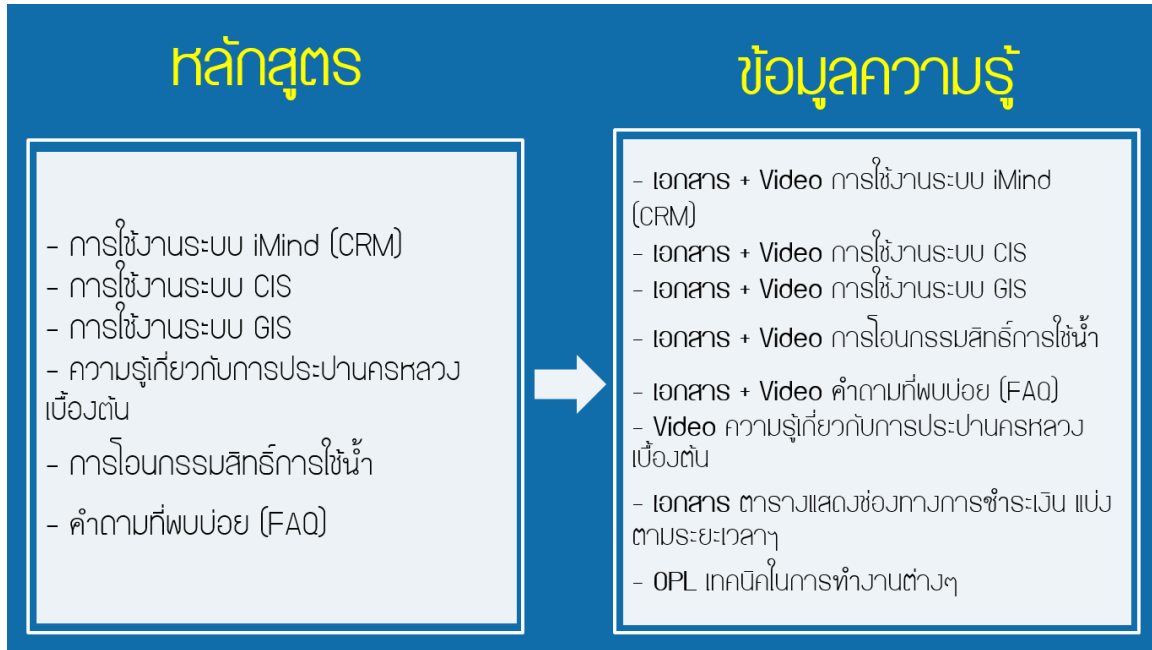 หลักสูตร
- การใช้งานระบบ iMind (CRM)
- การใช้งานระบบ CIS
- การใช้งานระบบ GIS
- ความรู้เกี่ยวกับการประปานครหลวง
เบื้องต้น
- การโอนกรรมสิทธิ์การใช้น้ำ
- คำถามที่พบบ่อย (FAQ)
ข้อมูลความรู้
- เอกสาร + Video การใช้งานระบบ iMind
(CRM)
- เอกสาร + Video การใช้งานระบบ CIS
- เอกสาร + Video การใช้งานระบบ GIS
- เอกสาร + Video การโอนกรรมสิทธิ์การใช้น้ำ
- เอกสาร + Video คำถามที่พบบ่อย (FAQ)
- Video ความรู้เกี่ยวกับการประปานครหลวง
เบื้องต้น
- เอกสาร ตารางแสดงช่องทางการชำระเงิน แบ่ง
ตามระยะเวลาฯ
- OPL เทคนิคในการทำงานต่างๆ